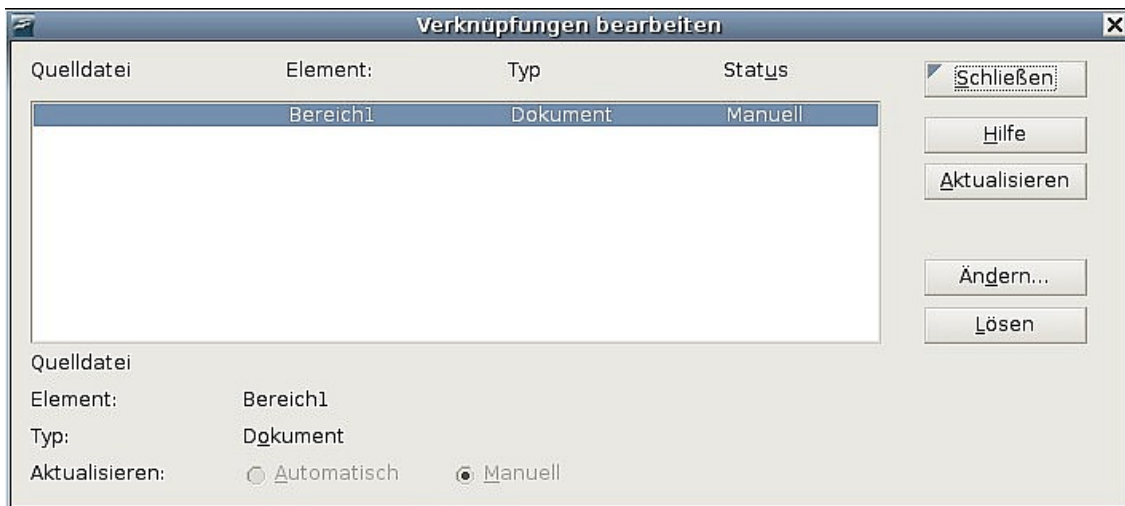 Verknüpfungen bearbeiten
Quelldatei Element: Typ Status
Bereich1 Dokument Manuell
Schließen
Hilfe
Aktualisieren
Ändern...
Lösen
Quelldatei
Element: Bereich1
Typ: Dokument
Aktualisieren: Automatisch Manuell